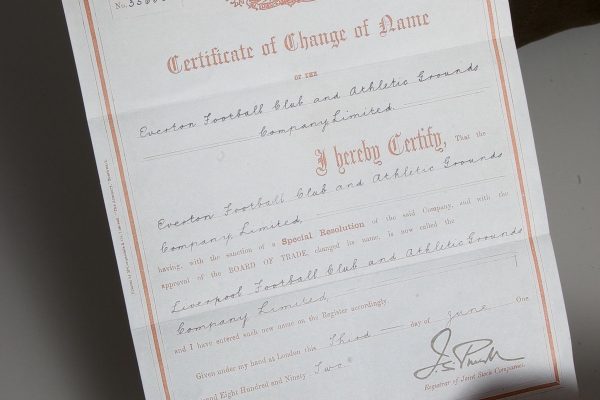 No.
Certificate of Change of Name
OF THE
Everton Football Club and Athletic Grounds
Company Limited.
I hereby Certify, That the
Everton Football Club and Athletic Grounds
Company Limited.
having, with the sanction of a Special Resolution of the said Company, and with the
approval of the BOARD OF TRADE, changed its name, is now called the
Liverpool Football Club and Athletic Grounds
Company Limited,
and I have entered such new name on the Register accordingly.
Given under my hand at London this Third day of June One
and Eight Hundred and Ninety Two
Registrar of Joint Stock Companies.